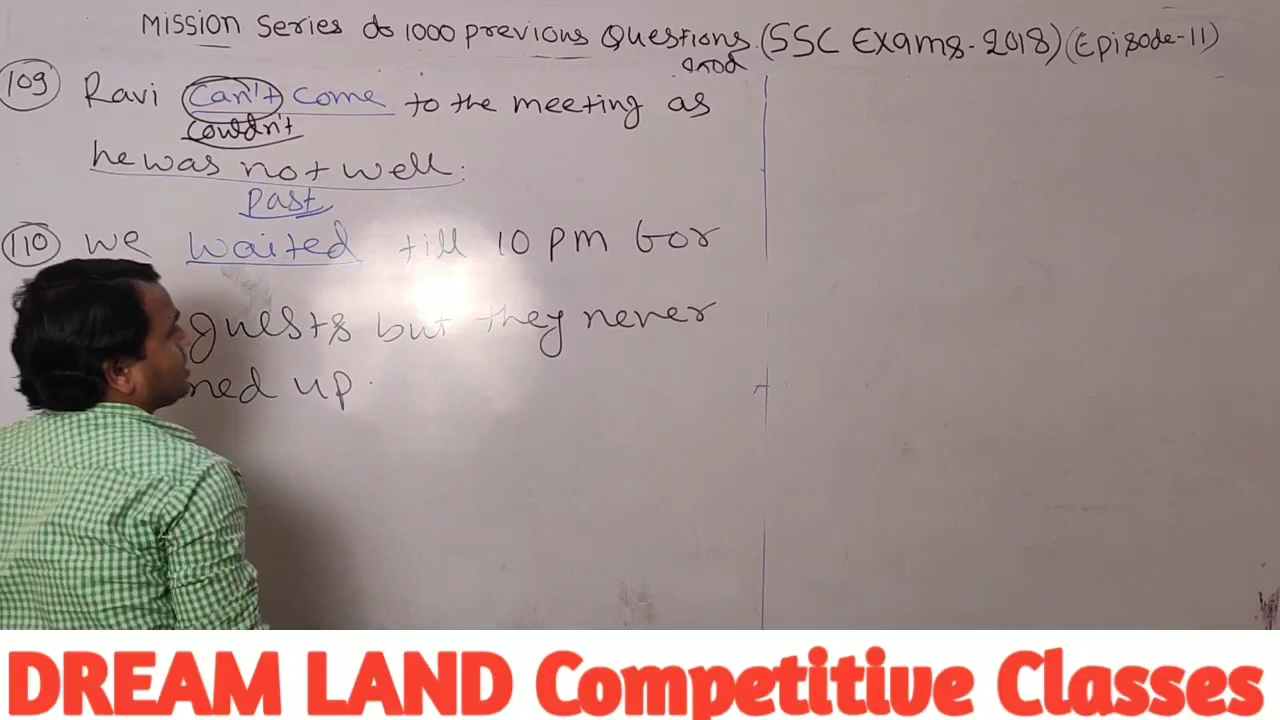 Mission Series do 1000 previous Questions. (SSC Exams-2018) (Episode-11)
109 Ravi can't come to the meeting as
couldn't
he was not well.
past
110 we waited till 10 pm for
guests but they never
ned up.
DREAM LAND Competitive Classes